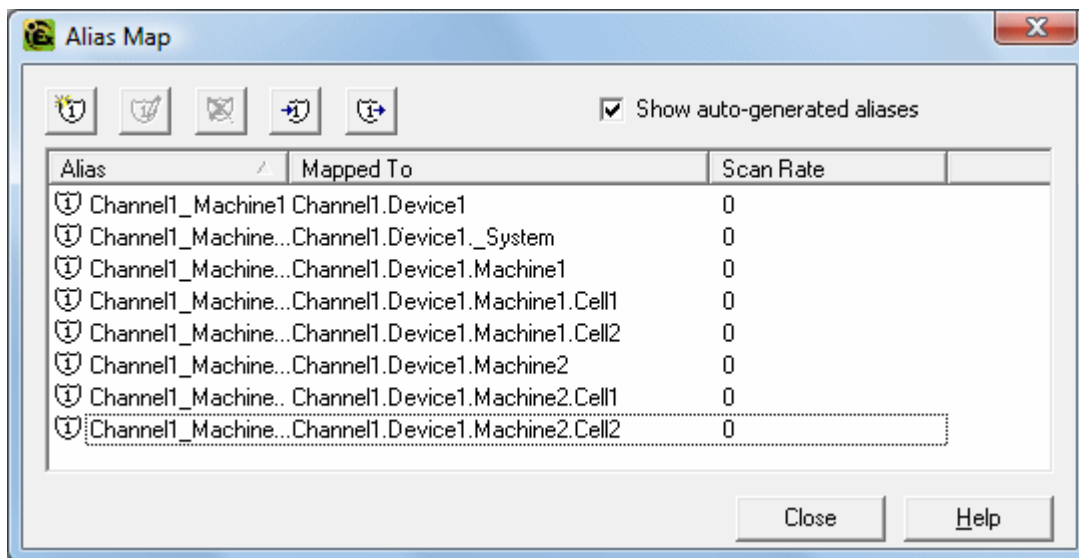 Alias Map
Show auto-generated aliases
Alias Mapped To Scan Rate
Channel1_Machine1 Channel1.Device1 0
Channel1_Machine... Channel1.Device1._System 0
Channel1_Machine... Channel1.Device1.Machine1 0
Channel1_Machine... Channel1.Device1.Machine1.Cell1 0
Channel1_Machine... Channel1.Device1.Machine1.Cell2 0
Channel1_Machine... Channel1.Device1.Machine2 0
Channel1_Machine.. Channel1.Device1.Machine2.Cell1 0
Channel1_Machine... Channel1.Device1.Machine2.Cell2 0
Close Help